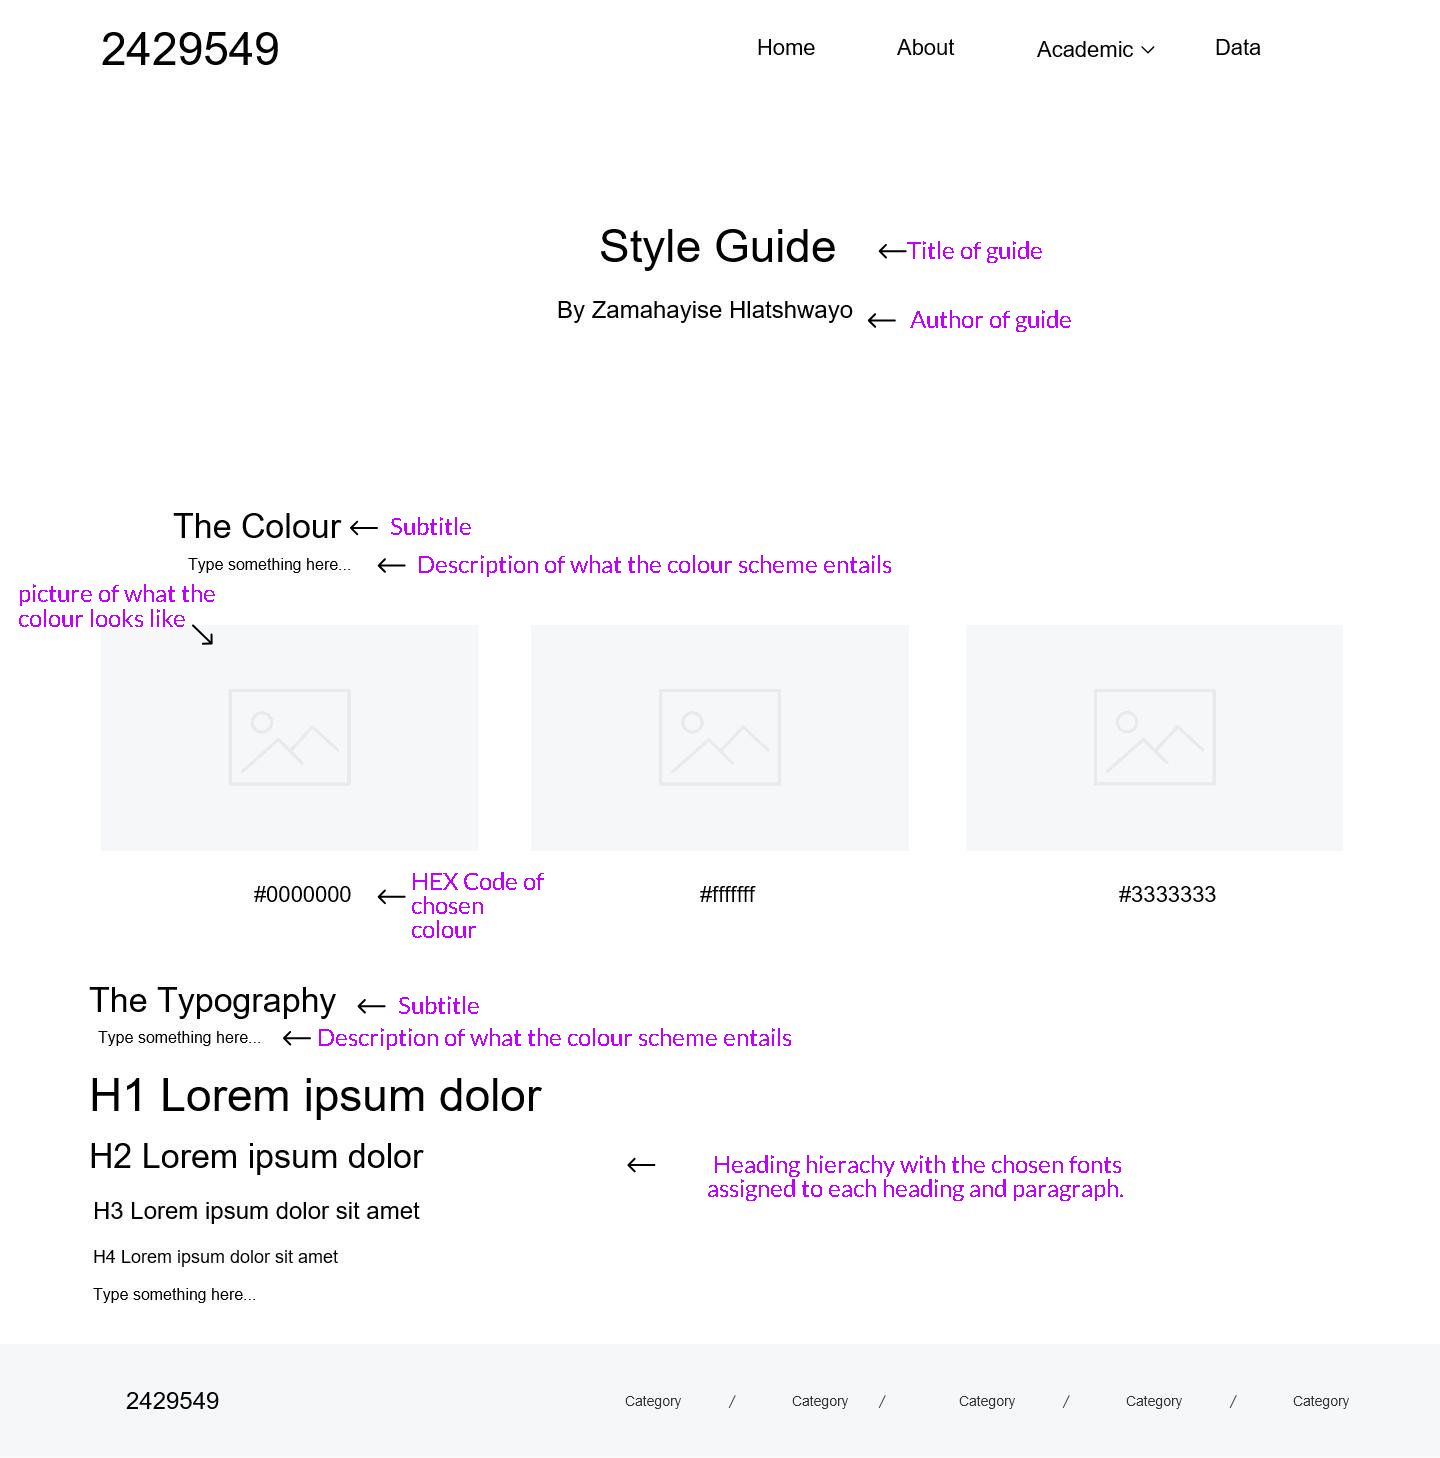 2429549
Home About Academic Data
Style Guide
Title of guide
By Zamahayise Hlatshwayo
Author of guide
The Colour
Subtitle
Type something here...
Description of what the colour scheme entails
picture of what the
colour looks like
#0000000
HEX Code of
chosen
colour
#fffffff
#3333333
The Typography
Subtitle
Type something here...
Description of what the colour scheme entails
H1 Lorem ipsum dolor
H2 Lorem ipsum dolor
Heading hierachy with the chosen fonts
assigned to each heading and paragraph.
H3 Lorem ipsum dolor sit amet
H4 Lorem ipsum dolor sit amet
Type something here...
2429549
Category / Category / Category / Category / Category